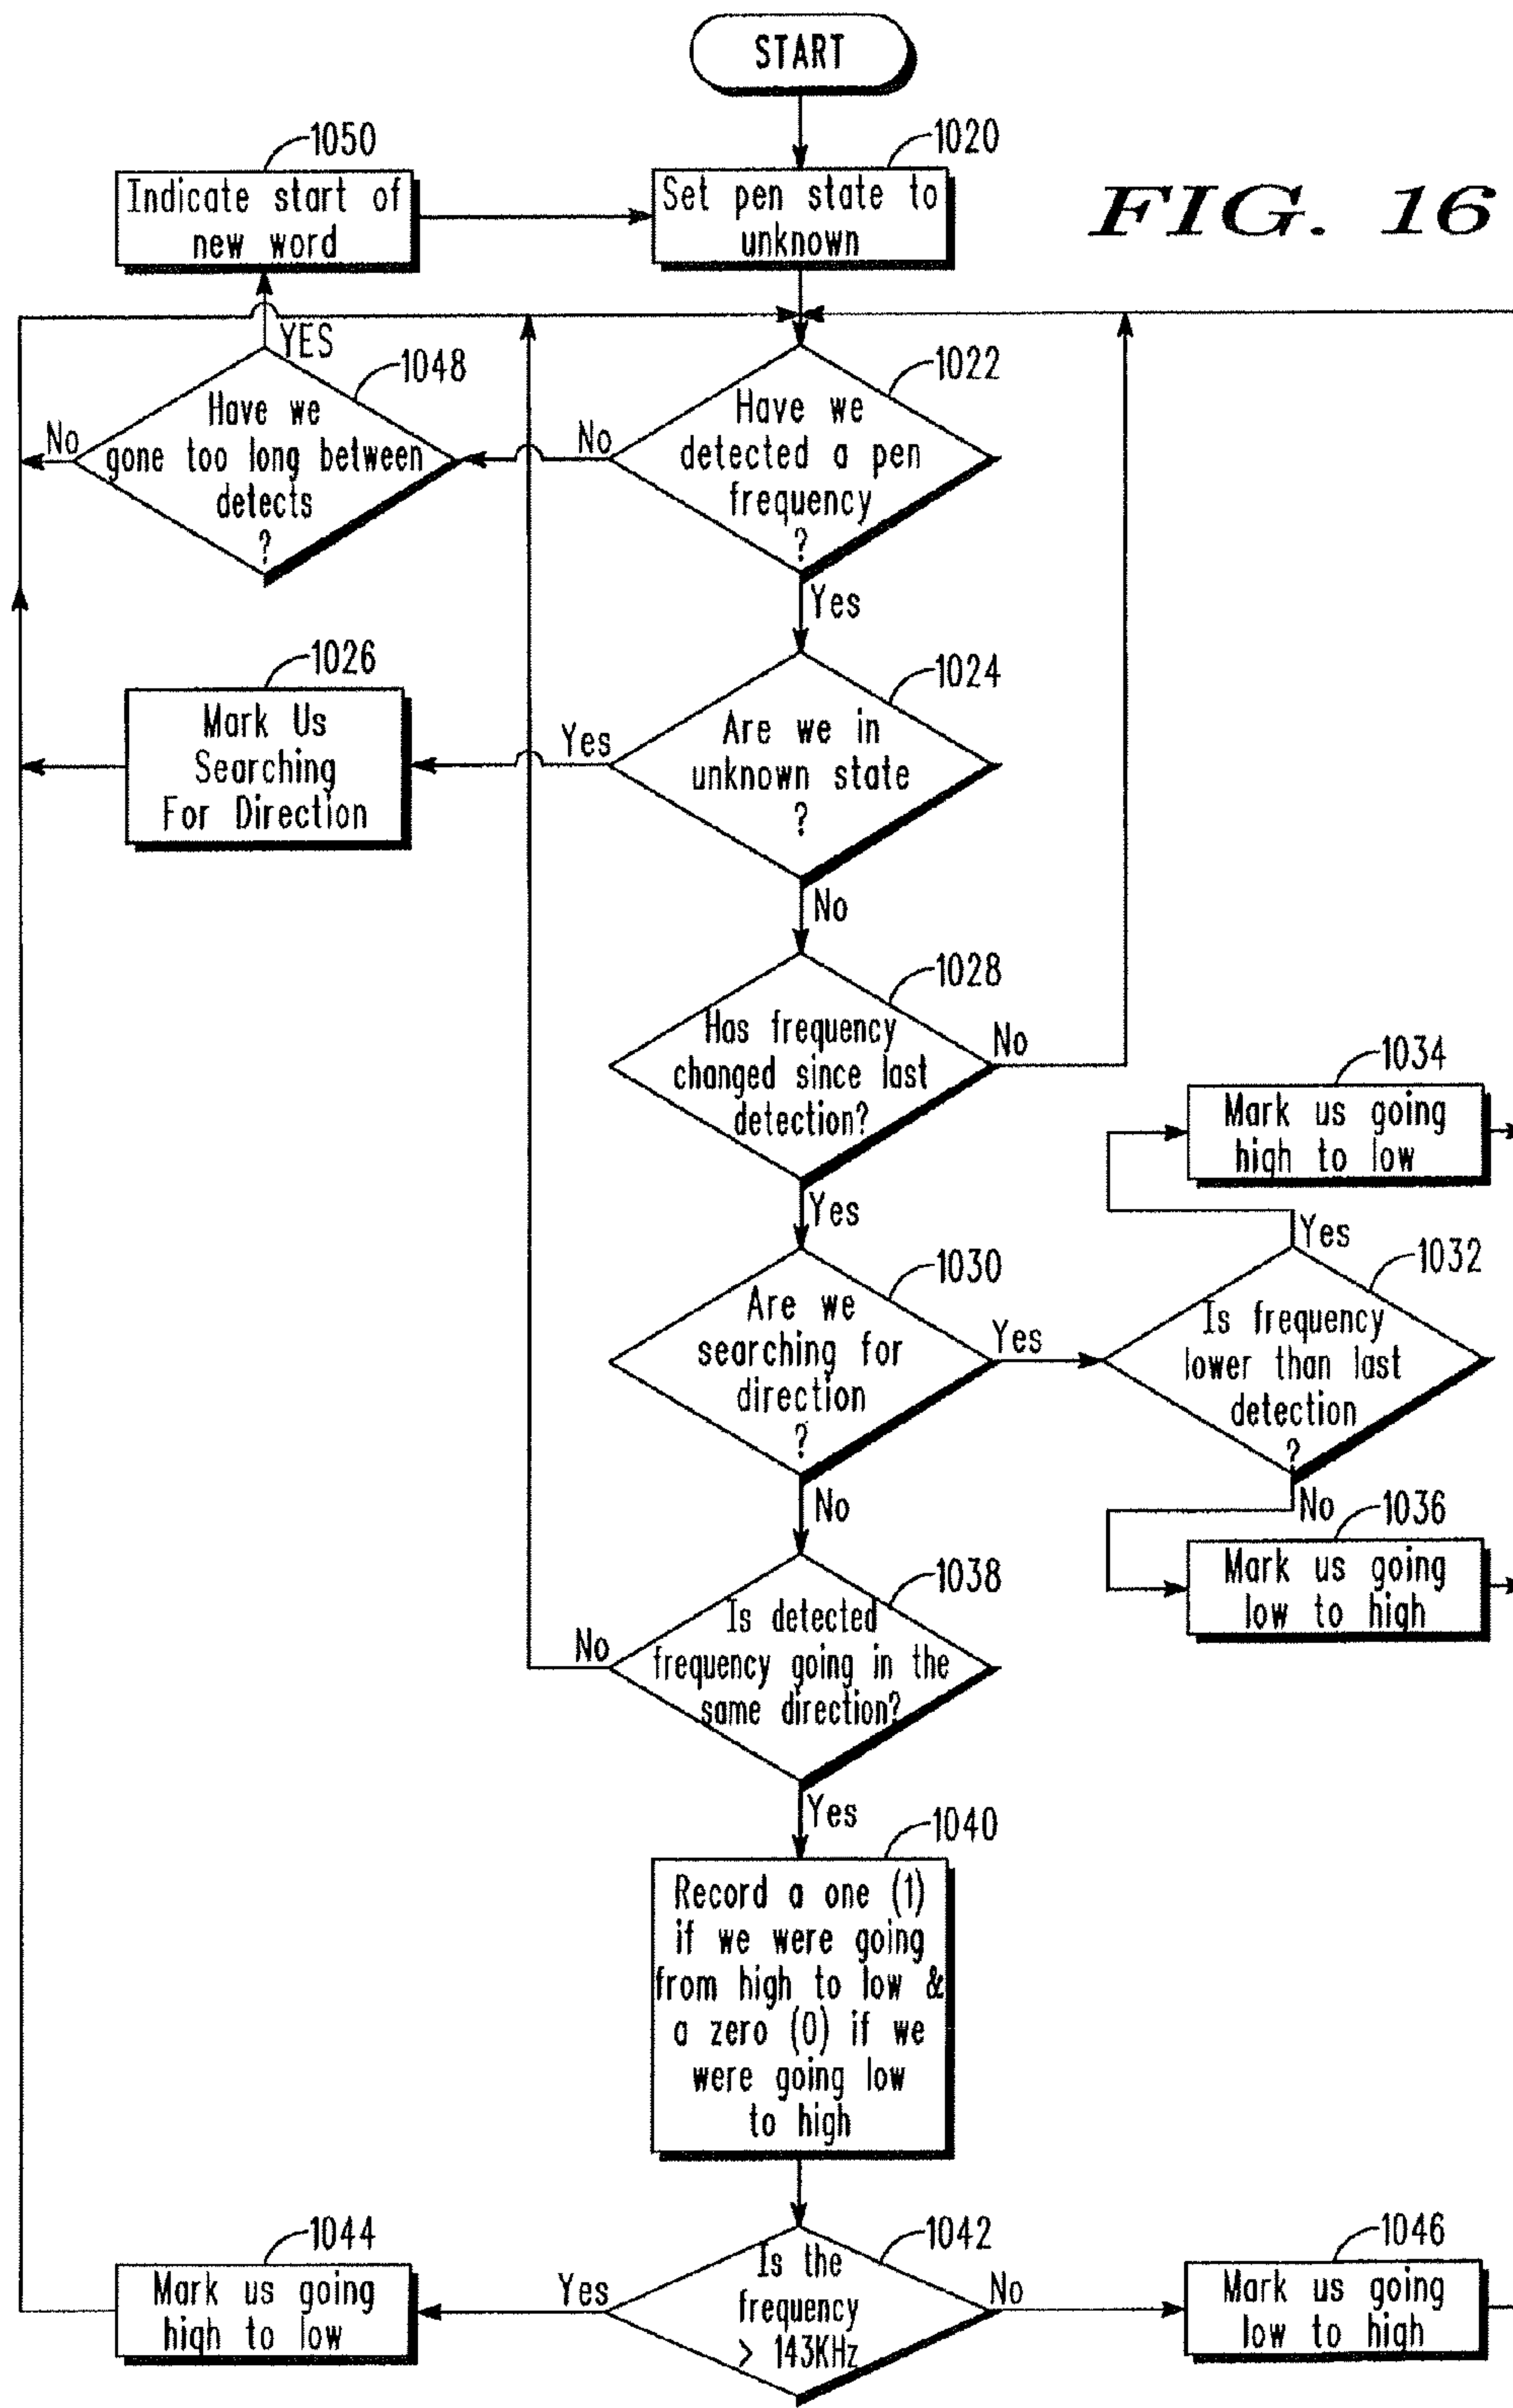 START
1050
1020
Indicate start of
new word
Set pen state to
unknown
FIG. 16
YES
1048
1022
No
Have we
gone too long between
detects
?
No
Have we
detected a pen
frequency
?
Yes
1026
1024
Mark Us
Searching
For Direction
Yes
Are we in
unknown state
?
No
1028
Has frequency
changed since last
detection?
No
1034
Mark us going
high to low
Yes
Yes
1030
1032
Are we
searching for
direction
?
Yes
Is frequency
lower than last
detection
?
No
No
1036
Mark us going
low to high
1038
No
Is detected
frequency going in the
same direction?
Yes
1040
Record a one (1)
if we were going
from high to low &
a zero (0) if we
were going low
to high
1044
1042
1046
Mark us going
high to low
Yes
Is the
frequency
> 143KHz
No
Mark us going
low to high